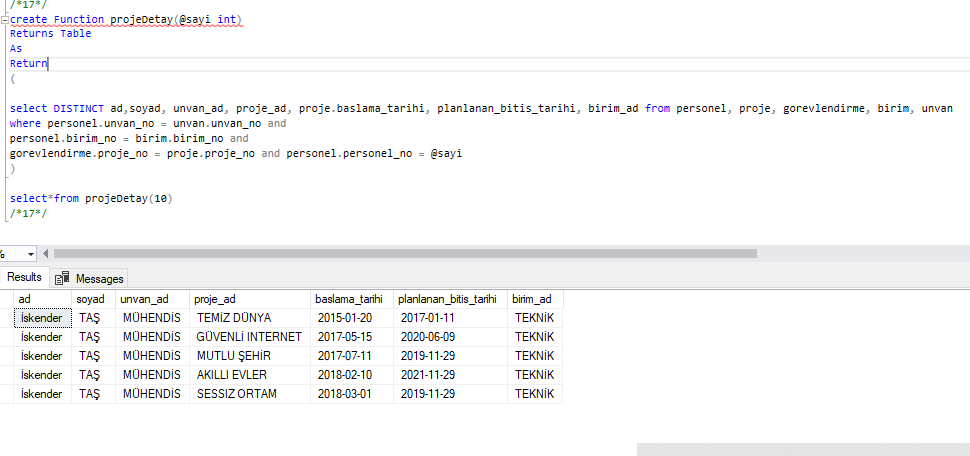 /*17*/
create Function projeDetay(@sayi int)
Returns Table
As
Return
(
select DISTINCT ad,soyad, unvan_ad, proje_ad, proje.baslama_tarihi, planlanan_bitis_tarihi, birim_ad from personel, proje, gorevlendirme, birim, unvan
where personel.unvan_no = unvan.unvan_no and
personel.birim_no = birim.birim_no and
gorevlendirme.proje_no = proje.proje_no and personel.personel_no = @sayi
)
select*from projeDetay(10)
/*17*/
%
Results Messages
ad soyad unvan_ad proje_ad baslama_tarihi planlanan_bitis_tarihi birim_ad
İskender TAŞ MÜHENDİS TEMİZ DÜNYA 2015-01-20 2017-01-11 TEKNİK
İskender TAŞ MÜHENDİS GÜVENLİ INTERNET 2017-05-15 2020-06-09 TEKNİK
İskender TAŞ MÜHENDİS MUTLU ŞEHİR 2017-07-11 2019-11-29 TEKNİK
İskender TAŞ MÜHENDİS AKILLI EVLER 2018-02-10 2021-11-29 TEKNİK
İskender TAŞ MÜHENDİS SESSIZ ORTAM 2018-03-01 2019-11-29 TEKNİK